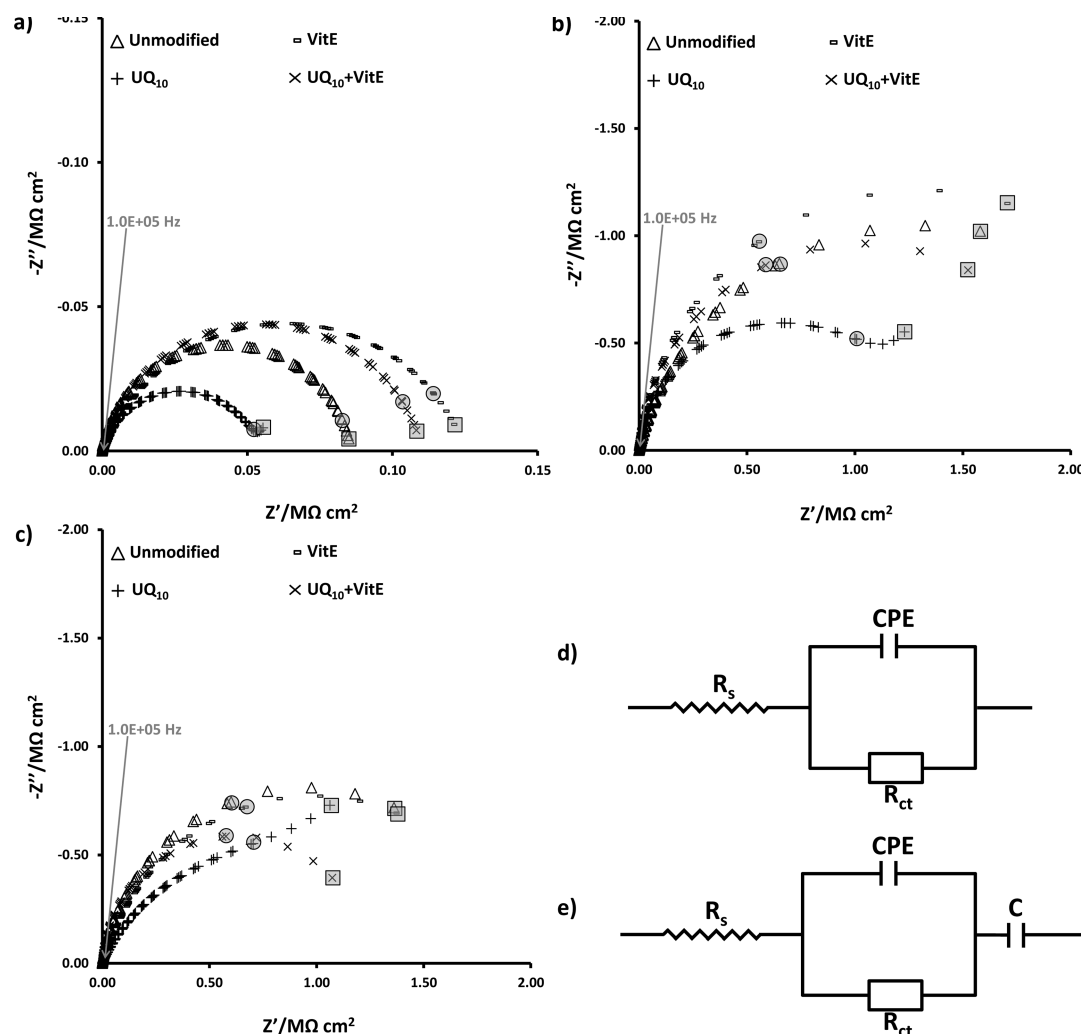 a)
-0.15
Unmodified
VitE
UQ10
UQ10+VitE
-0.10
-Z''/MΩ cm2
1.0E+05 Hz
-0.05
0.00
0.00 0.05 0.10 0.15
Z'/MΩ cm2
b)
-2.00
Unmodified
VitE
UQ10
UQ10+VitE
-1.50
-Z''/MΩ cm2
1.0E+05 Hz
-1.00
-0.50
0.00
0.00 0.50 1.00 1.50 2.00
Z'/MΩ cm2
c)
-2.00
Unmodified
VitE
UQ10
UQ10+VitE
-1.50
-Z''/MΩ cm2
1.0E+05 Hz
-1.00
-0.50
0.00
0.00 0.50 1.00 1.50 2.00
Z'/MΩ cm2
d)
CPE
Rs
Rct
e)
CPE
Rs
C
Rct